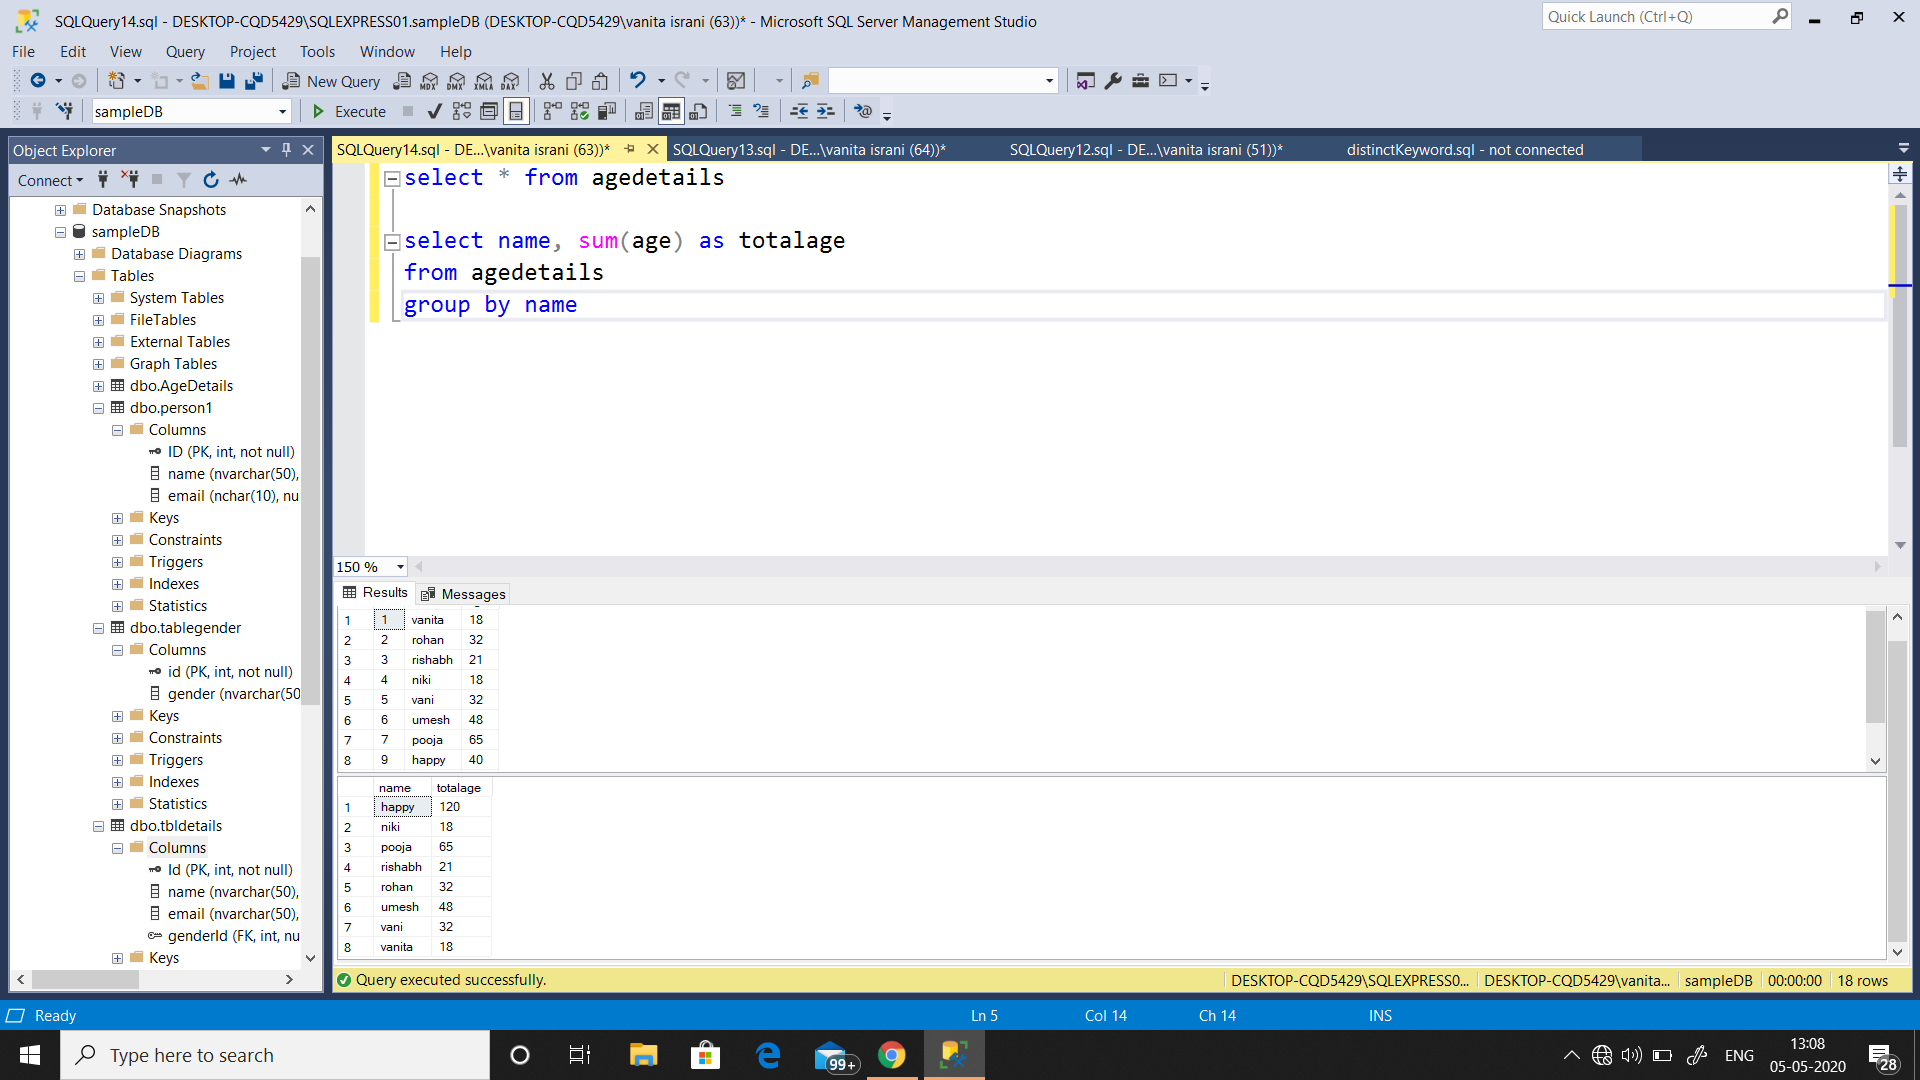 SQLQuery14.sql - DESKTOP-CQD5429\SQLEXPRESS01.sampleDB (DESKTOP-CQD5429\vanita israni (63))* - Microsoft SQL Server Management Studio
Quick Launch (Ctrl+Q)
File Edit View Query Project Tools Window Help
New Query MDX DMX XMLA DAX
sampleDB Execute
Object Explorer
SQLQuery14.sql - DE...\vanita israni (63))* SQLQuery13.sql - DE...\vanita israni (64))* SQLQuery12.sql - DE...\vanita israni (51))* distinctKeyword.sql - not connected
Connect
Database Snapshots
sampleDB
Database Diagrams
Tables
System Tables
FileTables
External Tables
Graph Tables
dbo.AgeDetails
dbo.person1
Columns
ID (PK, int, not null)
name (nvarchar(50),
email (nchar(10), nu
Keys
Constraints
Triggers
Indexes
Statistics
dbo.tablegender
Columns
id (PK, int, not null)
gender (nvarchar(50
Keys
Constraints
Triggers
Indexes
Statistics
dbo.tbldetails
Columns
Id (PK, int, not null)
name (nvarchar(50),
email (nvarchar(50),
genderId (FK, int, nu
Keys
select * from agedetails
select name, sum(age) as totalage
from agedetails
group by name
150 %
Results Messages
1 1 vanita 18
2 2 rohan 32
3 3 rishabh 21
4 4 niki 18
5 5 vani 32
6 6 umesh 48
7 7 pooja 65
8 9 happy 40
name totalage
1 happy 120
2 niki 18
3 pooja 65
4 rishabh 21
5 rohan 32
6 umesh 48
7 vani 32
8 vanita 18
Query executed successfully. DESKTOP-CQD5429\SQLEXPRESS0... DESKTOP-CQD5429\vanita... sampleDB 00:00:00 18 rows
Ready Ln 5 Col 14 Ch 14 INS
Type here to search
99+
ENG
13:08
05-05-2020
28